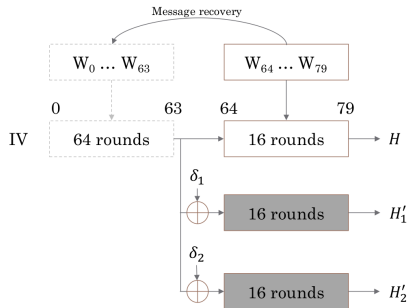 Message recovery
W₀ ... W₆₃
W₆₄ ... W₇₉
0
63
64
79
IV
64 rounds
16 rounds
H
δ₁
16 rounds
H′₁
δ₂
16 rounds
H′₂